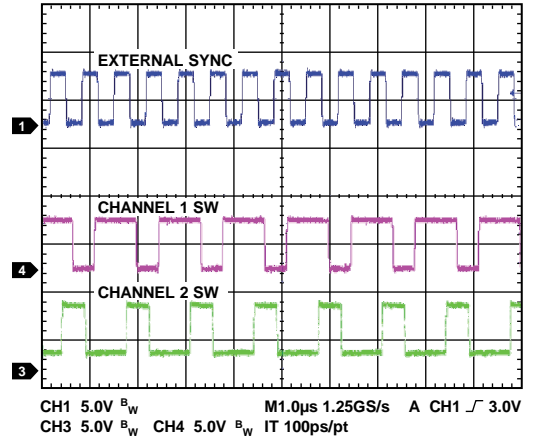 EXTERNAL SYNC
1
CHANNEL 1 SW
4
CHANNEL 2 SW
3
CH1 5.0V BW M1.0µs 1.25GS/s A CH1 3.0V
CH3 5.0V BW CH4 5.0V BW IT 100ps/pt